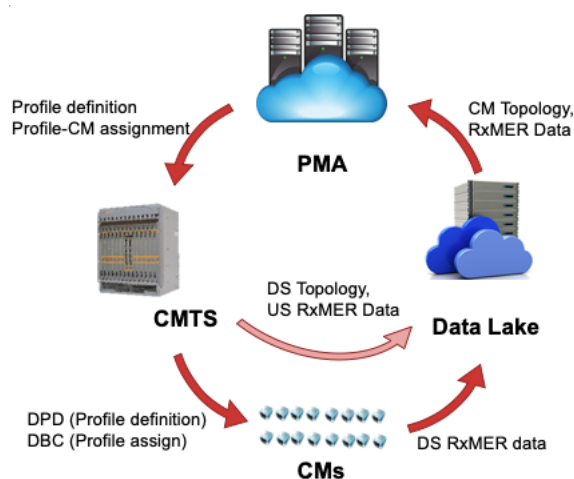 Profile definition
Profile-CM assignment
CM Topology,
RxMER Data
PMA
DS Topology,
US RxMER Data
CMTS
Data Lake
DPD (Profile definition)
DBC (Profile assign)
DS RxMER data
CMs